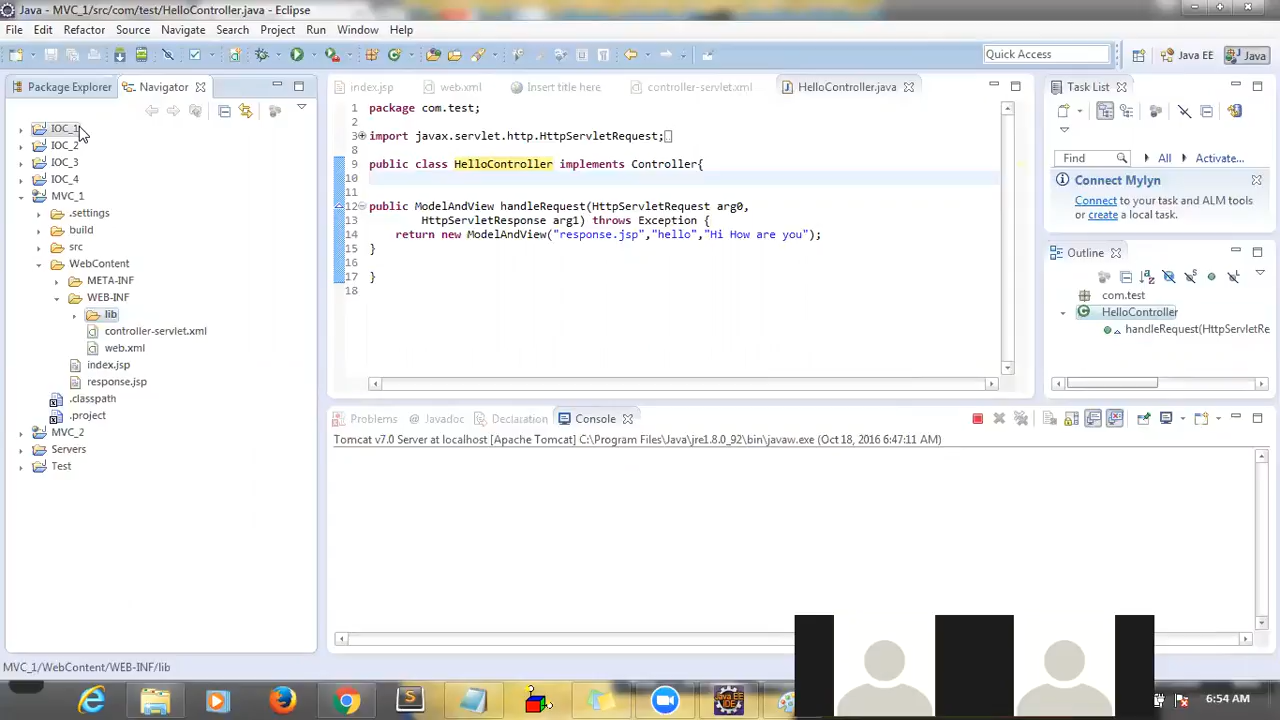 Java - MVC_1/src/com/test/HelloController.java - Eclipse
File Edit Refactor Source Navigate Search Project Run Window Help
Quick Access Java EE Java
Package Explorer Navigator
IOC_1
IOC_2
IOC_3
IOC_4
MVC_1
.settings
build
src
WebContent
META-INF
WEB-INF
lib
controller-servlet.xml
web.xml
index.jsp
response.jsp
.classpath
.project
MVC_2
Servers
Test
index.jsp web.xml Insert title here controller-servlet.xml HelloController.java
1 package com.test;
2
3 import javax.servlet.http.HttpServletRequest;
8
9 public class HelloController implements Controller{
10
11
12 public ModelAndView handleRequest(HttpServletRequest arg0,
13 HttpServletResponse arg1) throws Exception {
14 return new ModelAndView("response.jsp","hello","Hi How are you");
15 }
16
17 }
18
Task List
Find All Activate...
Connect Mylyn
Connect to your task and ALM tools
or create a local task.
Outline
com.test
HelloController
handleRequest(HttpServletRe
Problems Javadoc Declaration Console
Tomcat v7.0 Server at localhost [Apache Tomcat] C:\Program Files\Java\jre1.8.0_92\bin\javaw.exe (Oct 18, 2016 6:47:11 AM)
MVC_1/WebContent/WEB-INF/lib
Java EE
IDE
6:54 AM